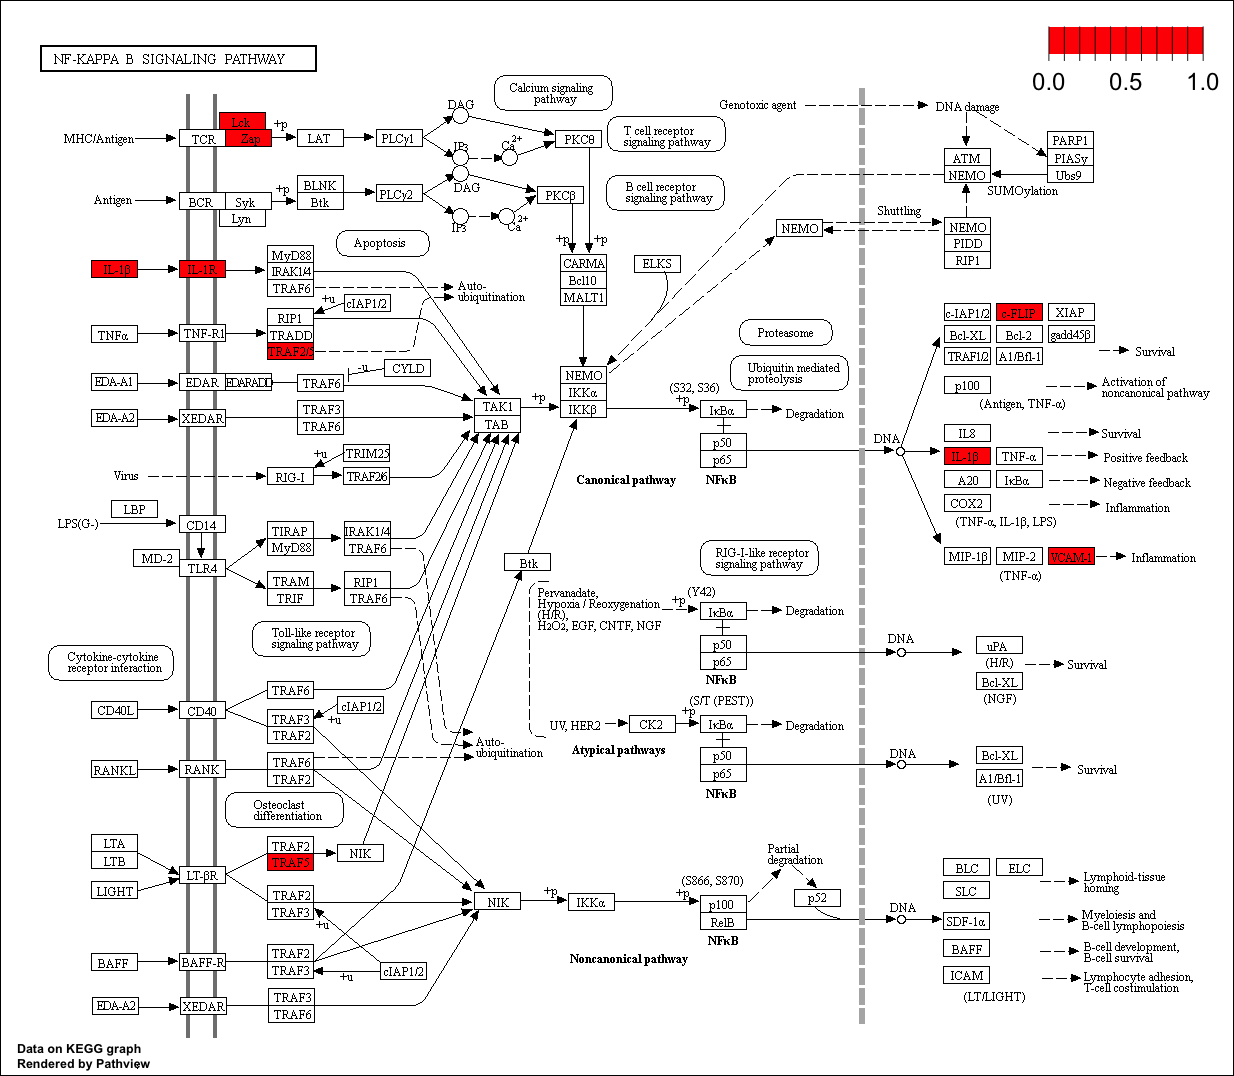 NF-KAPPA B SIGNALING PATHWAY
0.0 0.5 1.0
Calcium signaling
pathway
T cell receptor
signaling pathway
B cell receptor
signaling pathway
Genotoxic agent
DNA damage
MHC/Antigen
TCR
Lck
Zap
+p
LAT
PLCγ1
DAG
IP3
Ca2+
PKCθ
Antigen
BCR
Syk
Lyn
+p
BLNK
Btk
PLCγ2
DAG
IP3
Ca2+
PKCβ
ATM
NEMO
PARP1
PIASy
Ubs9
SUMOylation
Shuttling
NEMO
NEMO
PIDD
RIP1
Apoptosis
+p
+p
CARMA
Bcl10
MALT1
ELKS
IL-1β
IL-1R
MyD88
IRAK1/4
TRAF6
Auto-
ubiquitination
+u
cIAP1/2
TNFα
TNF-R1
RIP1
TRADD
TRAF2/5
Proteasome
Ubiquitin mediated
proteolysis
EDA-A1
EDAR
EDARADD
TRAF6
-u
CYLD
EDA-A2
XEDAR
TRAF3
TRAF6
TAK1
TAB
+p
NEMO
IKKα
IKKβ
(S32, S36)
+p
IκBα
Degradation
p50
p65
NFκB
Canonical pathway
DNA
c-IAP1/2
c-FLIP
XIAP
Bcl-XL
Bcl-2
gadd45β
TRAF1/2
A1/Bfl-1
Survival
p100
Activation of
noncanonical pathway
(Antigen, TNF-α)
IL8
Survival
IL-1β
TNF-α
Positive feedback
A20
IκBα
Negative feedback
COX2
Inflammation
(TNF-α, IL-1β, LPS)
MIP-1β
MIP-2
VCAM-1
Inflammation
(TNF-α)
Virus
RIG-I
+u
TRIM25
TRAF2/6
LPS(G-)
LBP
CD14
MD-2
TLR4
TIRAP
MyD88
IRAK1/4
TRAF6
TRAM
TRIF
RIP1
TRAF6
Btk
RIG-I-like receptor
signaling pathway
Pervanadate,
Hypoxia / Reoxygenation
(H/R),
H2O2, EGF, CNTF, NGF
+p
(Y42)
IκBα
Degradation
p50
p65
NFκB
DNA
uPA
(H/R)
Bcl-XL
(NGF)
Survival
Toll-like receptor
signaling pathway
Cytokine-cytokine
receptor interaction
CD40L
CD40
TRAF6
TRAF3
TRAF2
cIAP1/2
+u
Auto-
ubiquitination
UV, HER2
CK2
+p
(S/T (PEST))
IκBα
Degradation
Atypical pathways
p50
p65
NFκB
DNA
Bcl-XL
A1/Bfl-1
(UV)
Survival
RANKL
RANK
TRAF6
TRAF2
Osteoclast
differentiation
LTA
LTB
LIGHT
LT-βR
TRAF2
TRAF5
NIK
TRAF2
TRAF3
+u
NIK
+p
IKKα
+p
(S866, S870)
p100
RelB
NFκB
Partial
degradation
p52
DNA
BLC
ELC
SLC
Lymphoid-tissue
homing
SDF-1α
Myeloiesis and
B-cell lymphopoiesis
BAFF
B-cell development,
B-cell survival
ICAM
Lymphocyte adhesion,
T-cell costimulation
(LT/LIGHT)
Noncanonical pathway
BAFF
BAFF-R
TRAF2
TRAF3
+u
cIAP1/2
EDA-A2
XEDAR
TRAF3
TRAF6
Data on KEGG graph
Rendered by Pathview